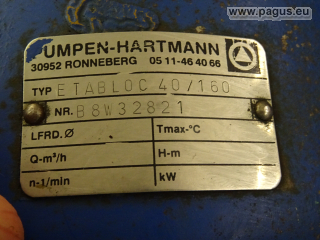 www.pagus.eu
UMPEN-HARTMANN
30952 RONNEBERG 05 11-46 40 66
TYP ETABLOC 40/160
NR. B8W32821
LFRD.Ø Tmax-°C
Q-m³/h H-m
n-1/min kW